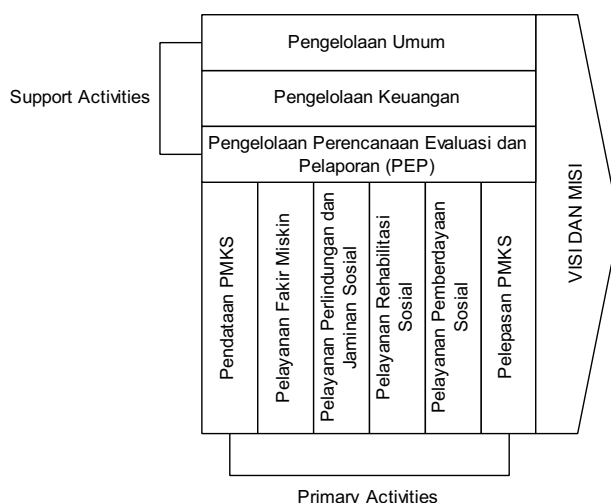 Pengelolaan Umum
Support Activities
Pengelolaan Keuangan
Pengelolaan Perencanaan Evaluasi dan
Pelaporan (PEP)
Pendataan PMKS
Pelayanan Fakir Miskin
Pelayanan Perlindungan dan
Jaminan Sosial
Pelayanan Rehabilitasi
Sosial
Pelayanan Pemberdayaan
Sosial
Pelepasan PMKS
VISI DAN MISI
Primary Activities